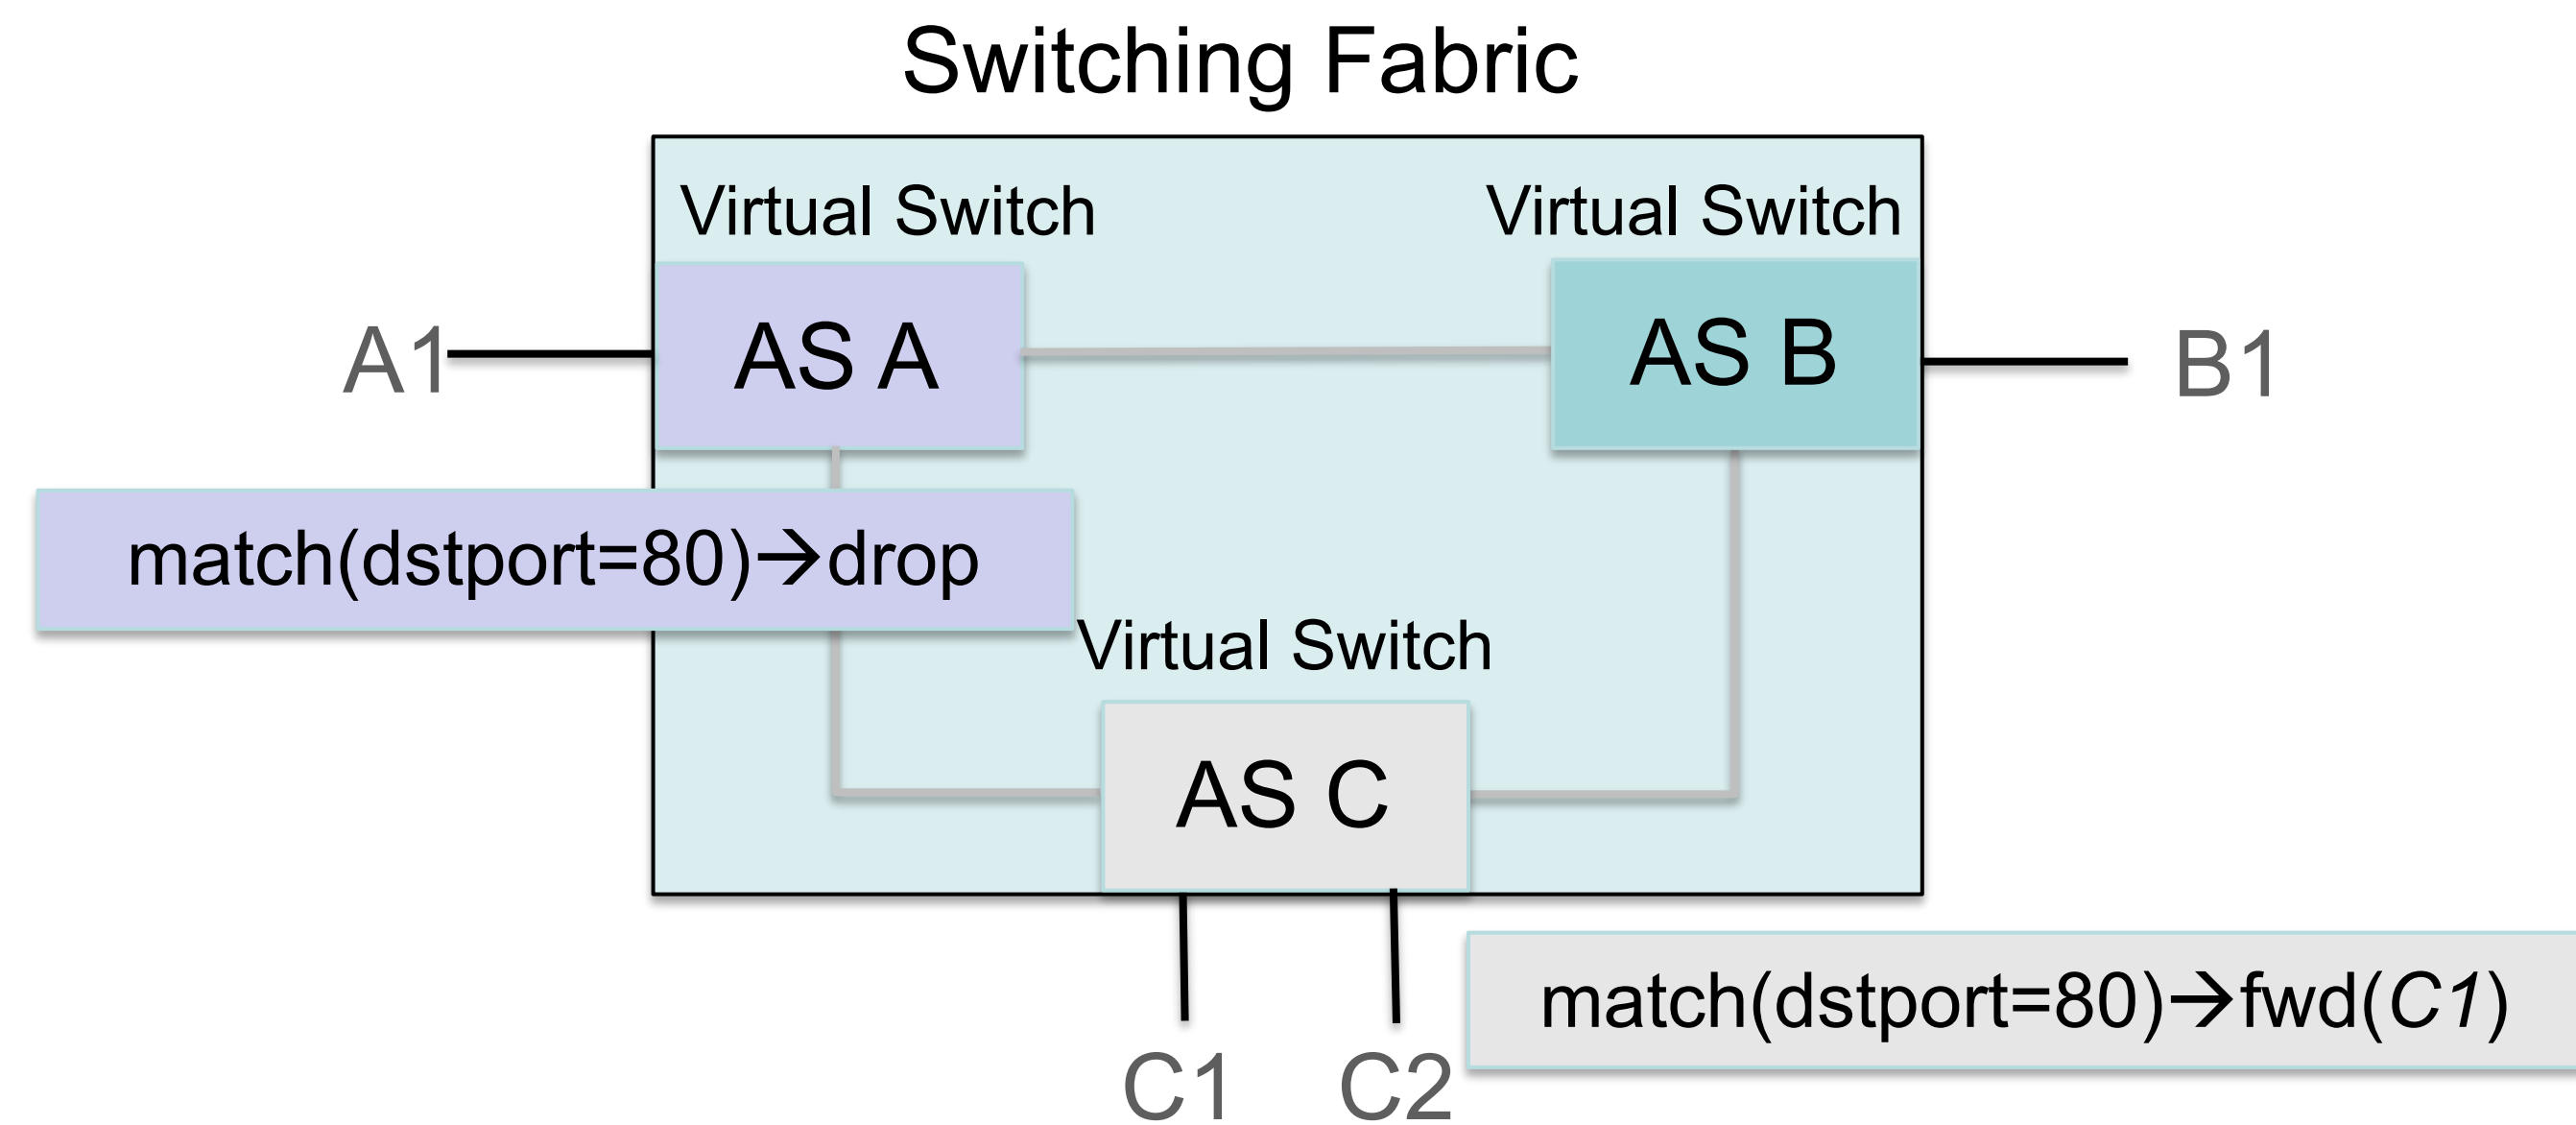 Switching Fabric
Virtual Switch
Virtual Switch
AS A
AS B
A1
B1
match(dstport=80)→drop
Virtual Switch
AS C
match(dstport=80)→fwd(C1)
C1
C2